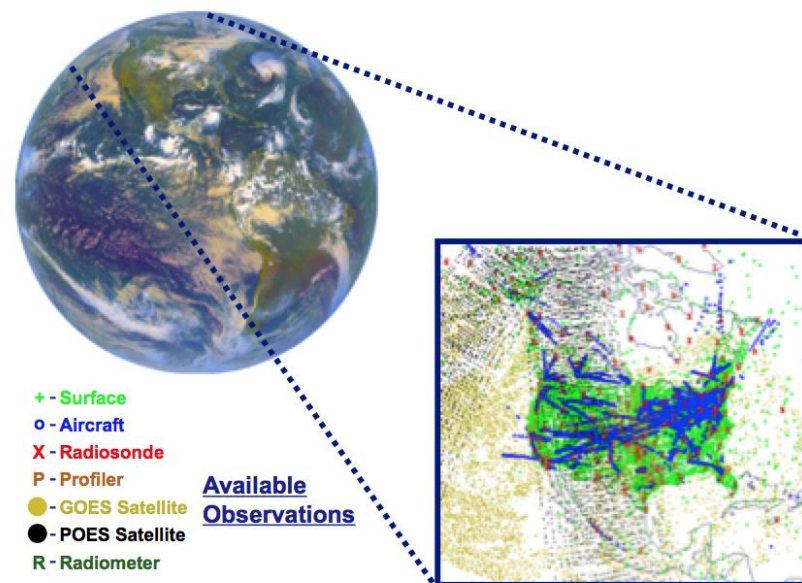 + - Surface
o - Aircraft
X - Radiosonde
P - Profiler
- GOES Satellite
- POES Satellite
R - Radiometer
Available
Observations